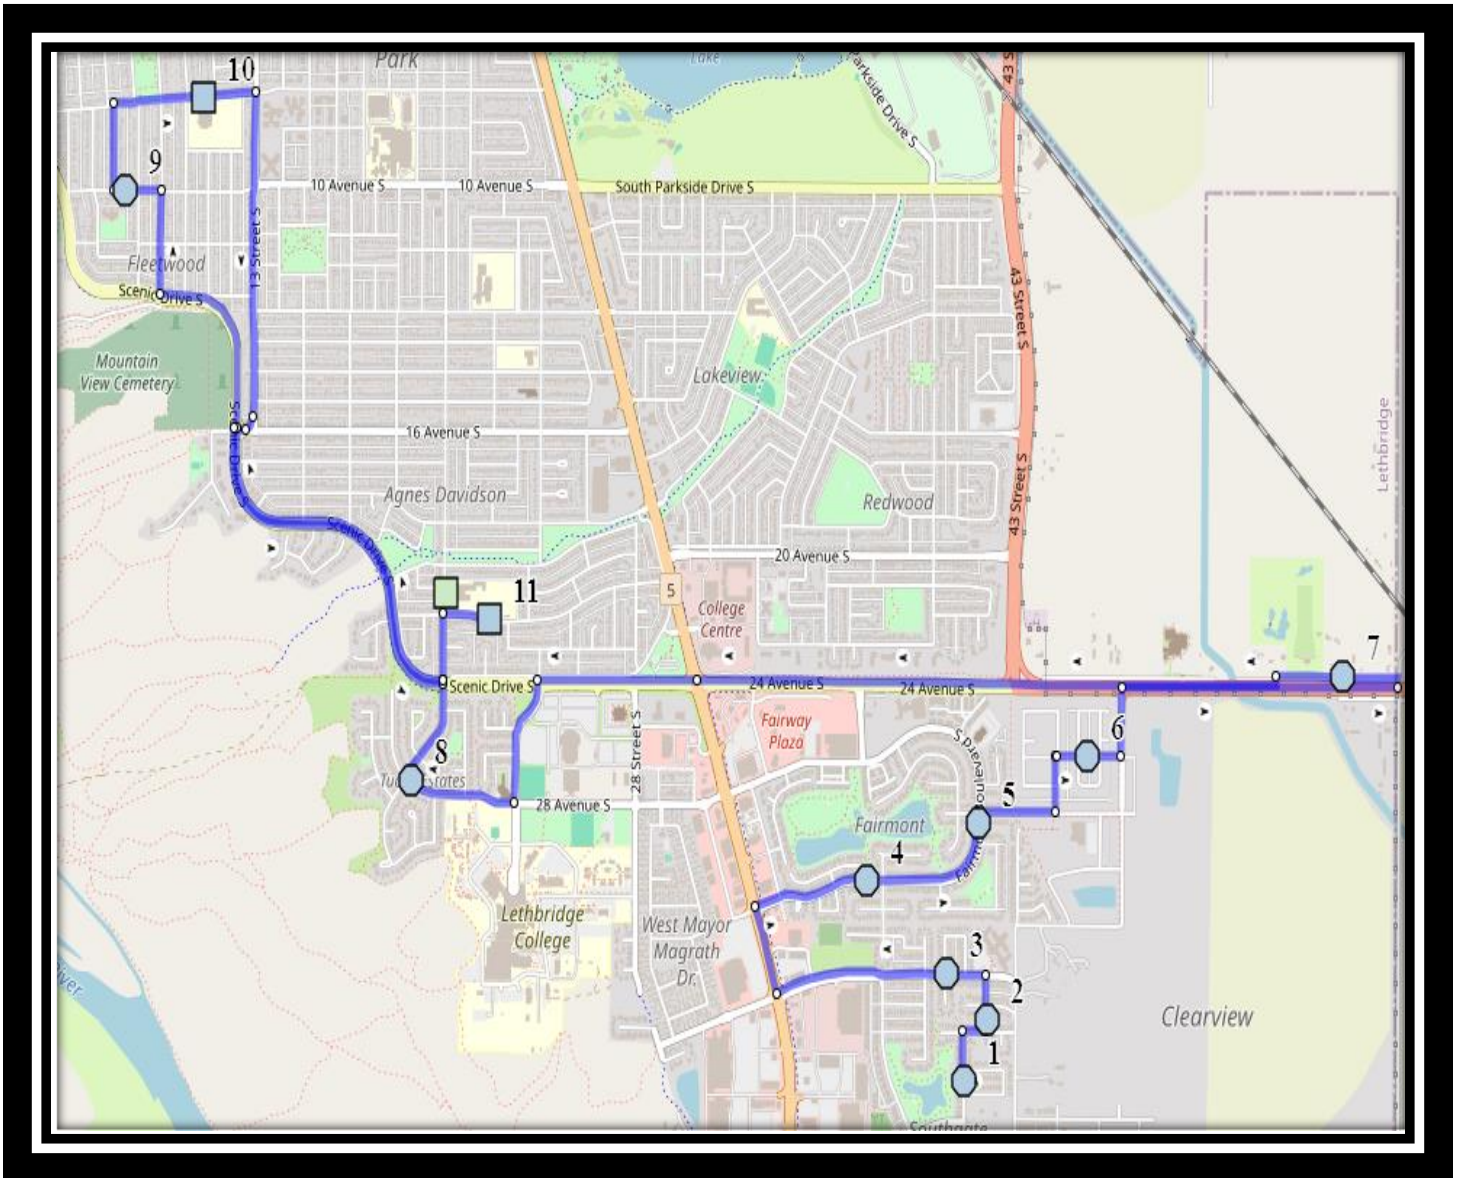 Park
Lake
43 S
Parkside Drive S
10
9
10 Avenue S
10 Avenue S
South Parkside Drive S
13 Street S
Fleetwood
Scenic Drive S
43 Street S
Mountain
View Cemetery
Lakeview
Lethbridge
Scenic Drive S
16 Avenue S
Agnes Davidson
Redwood
43 Street S
Scenic Drive S
20 Avenue S
5
11
College
Centre
7
Scenic Drive S
24 Avenue S
24 Avenue S
Fairway
Plaza
28 Street S
6
8
28 Avenue S
5
Fairmont
4
Lethbridge
College
West Mayor
Magrath
Dr.
3
2
River
Clearview
1
Southgate